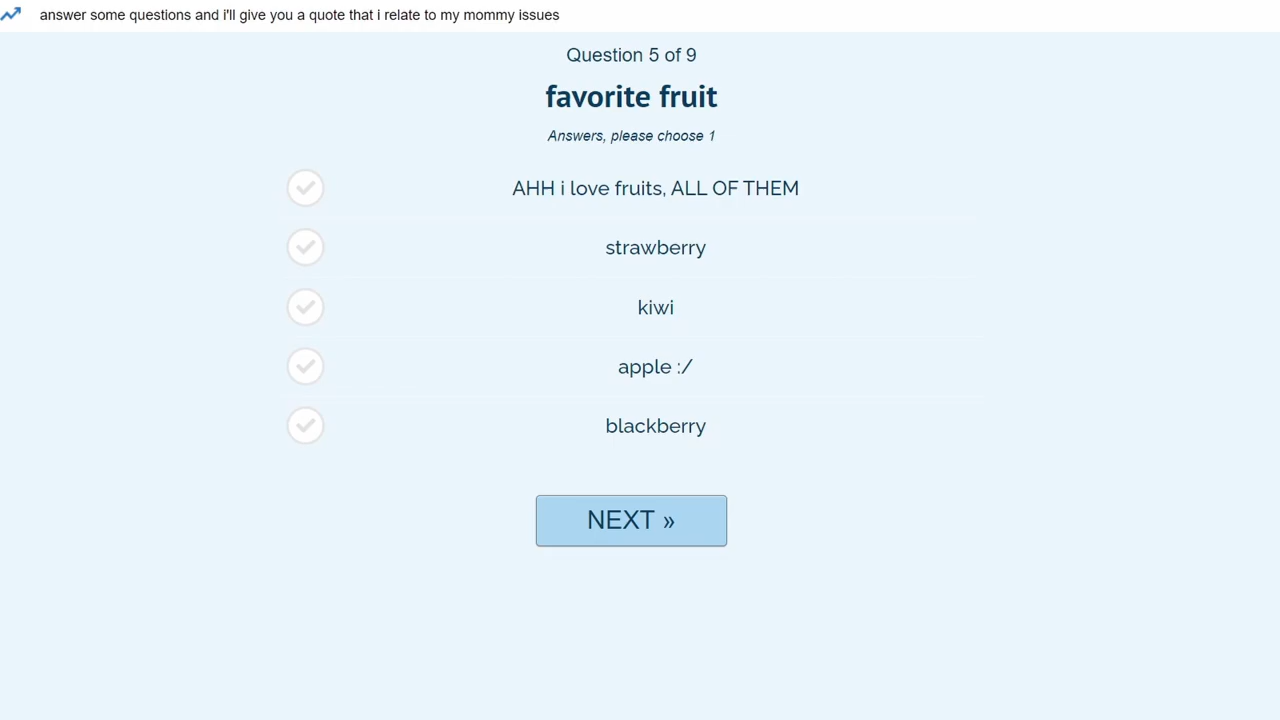 answer some questions and i'll give you a quote that i relate to my mommy issues
Question 5 of 9
favorite fruit
Answers, please choose 1
AHH i love fruits, ALL OF THEM
strawberry
kiwi
apple :/
blackberry
NEXT »